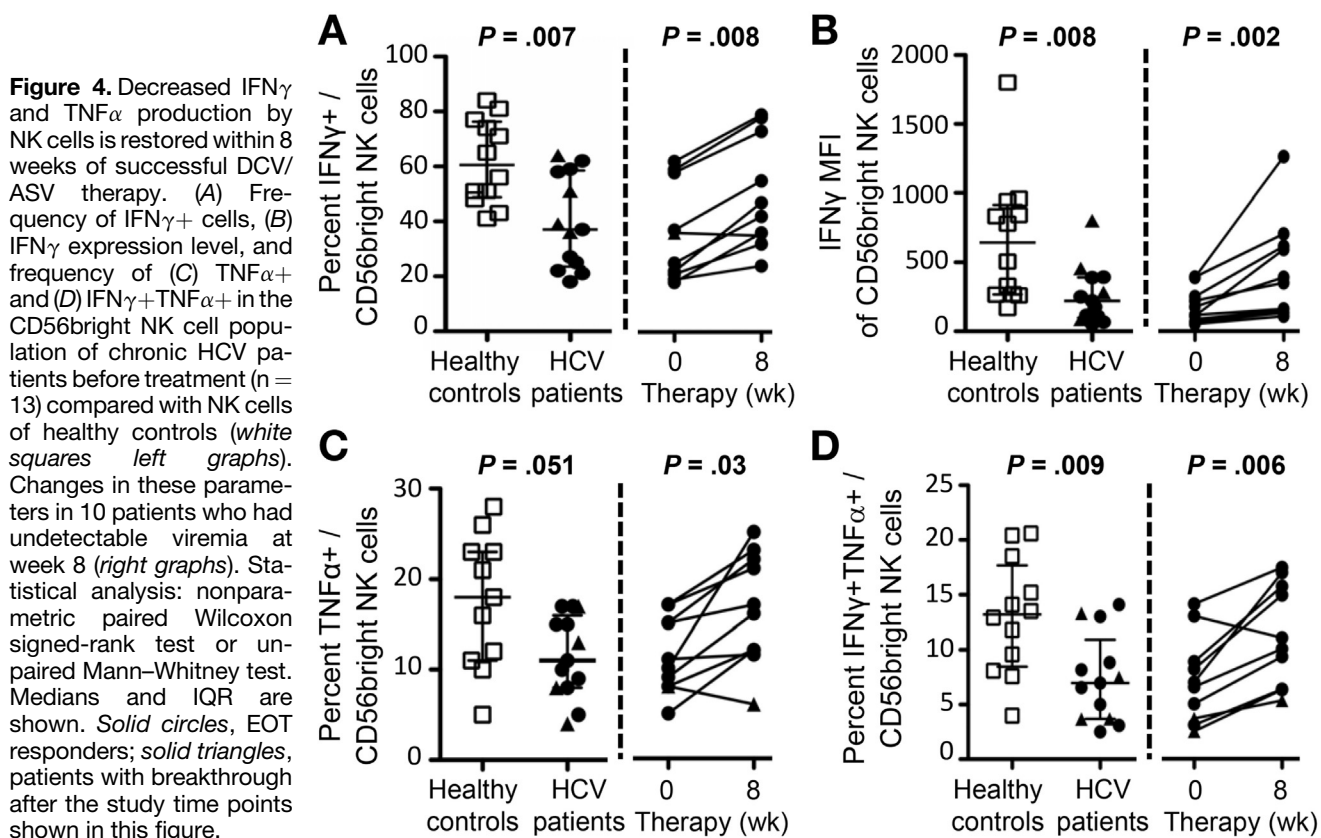 Figure 4. Decreased IFNγ
and TNFα production by
NK cells is restored within 8
weeks of successful DCV/
ASV therapy. (A) Fre-
quency of IFNγ+ cells, (B)
IFNγ expression level, and
frequency of (C) TNFα+
and (D) IFNγ+TNFα+ in the
CD56bright NK cell popu-
lation of chronic HCV pa-
tients before treatment (n =
13) compared with NK cells
of healthy controls (white
squares left graphs).
Changes in these parame-
ters in 10 patients who had
undetectable viremia at
week 8 (right graphs). Sta-
tistical analysis: nonpara-
metric paired Wilcoxon
signed-rank test or un-
paired Mann–Whitney test.
Medians and IQR are
shown. Solid circles, EOT
responders; solid triangles,
patients with breakthrough
after the study time points
shown in this figure.
A
P = .007
P = .008
Percent IFNγ+ /
CD56bright NK cells
100
80
60
40
20
0
Healthy
controls
HCV
patients
0
8
Therapy (wk)
B
P = .008
P = .002
IFNγ MFI
of CD56bright NK cells
2000
1500
1000
500
0
Healthy
controls
HCV
patients
0
8
Therapy (wk)
C
P = .051
P = .03
Percent TNFα+ /
CD56bright NK cells
30
20
10
0
Healthy
controls
HCV
patients
0
8
Therapy (wk)
D
P = .009
P = .006
Percent IFNγ+TNFα+ /
CD56bright NK cells
25
20
15
10
5
0
Healthy
controls
HCV
patients
0
8
Therapy (wk)